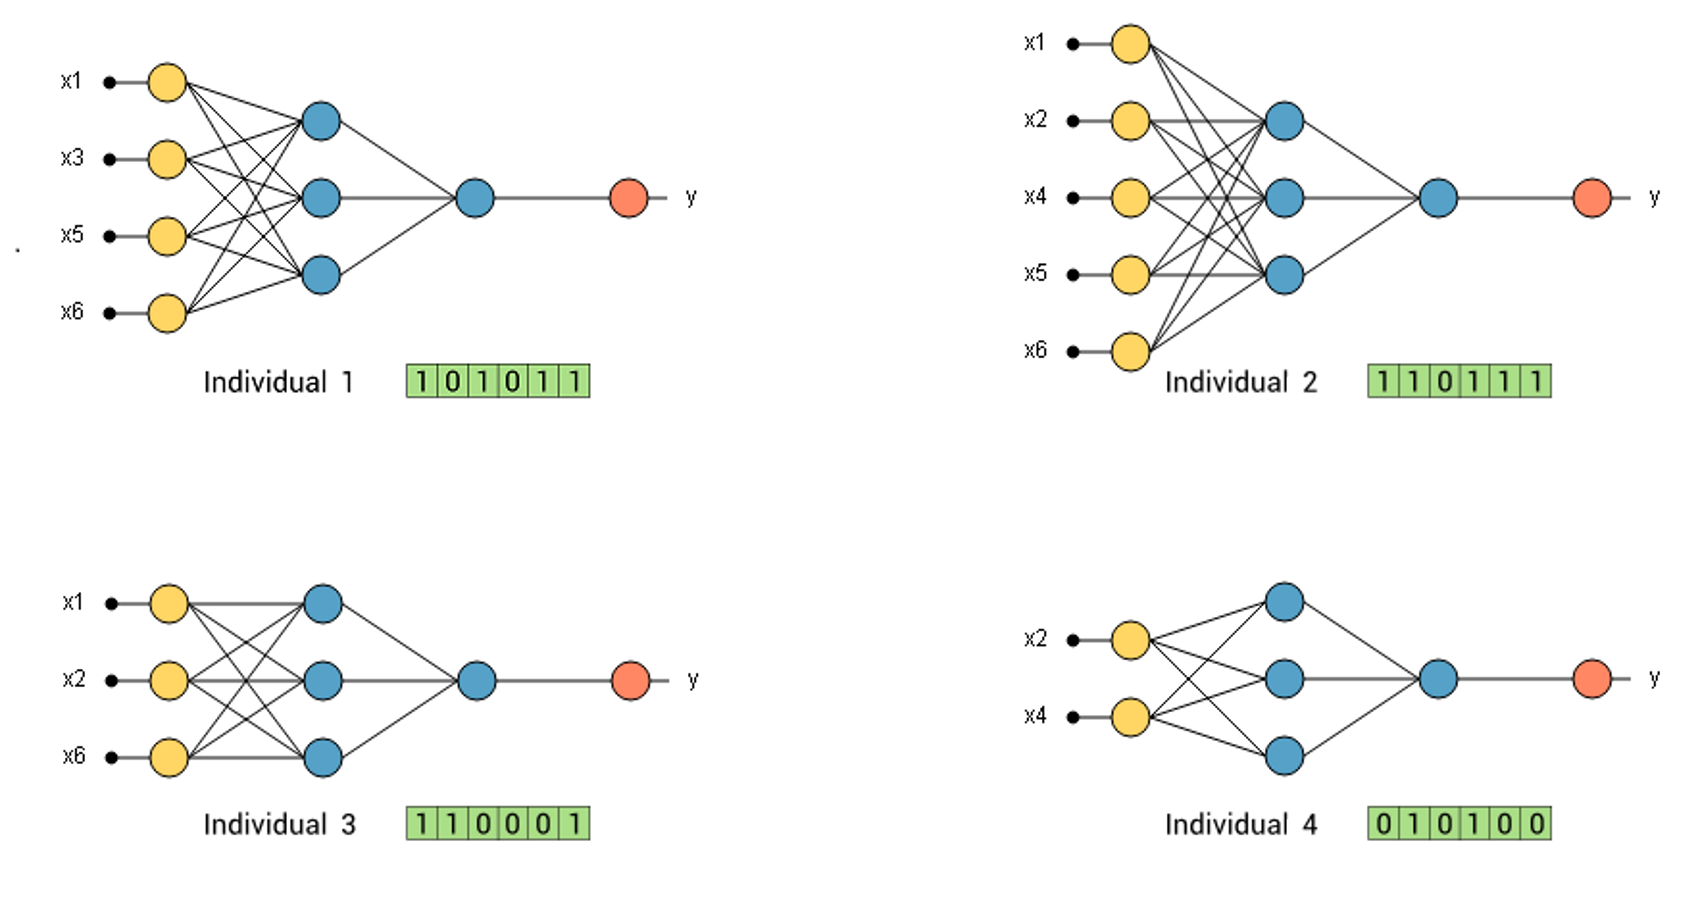 x1
x3
x5
x6
y
Individual 1 1 0 1 0 1 1
x1
x2
x4
x5
x6
y
Individual 2 1 1 0 1 1 1
x1
x2
x6
y
Individual 3 1 1 0 0 0 1
x2
x4
y
Individual 4 0 1 0 1 0 0